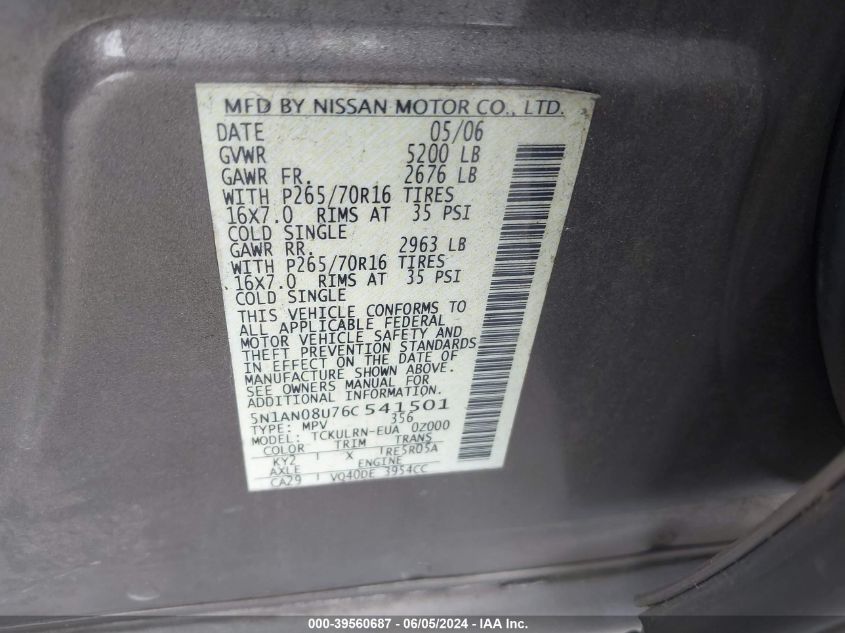 MFD BY NISSAN MOTOR CO., LTD.
DATE 05/06
GVWR 5200 LB
GAWR FR. 2676 LB
WITH P265/70R16 TIRES
16X7.0 RIMS AT 35 PSI
COLD SINGLE
GAWR RR. 2963 LB
WITH P265/70R16 TIRES
16X7.0 RIMS AT 35 PSI
COLD SINGLE
THIS VEHICLE CONFORMS TO
ALL APPLICABLE FEDERAL
MOTOR VEHICLE SAFETY AND
THEFT PREVENTION STANDARDS
IN EFFECT ON THE DATE OF
MANUFACTURE SHOWN ABOVE.
SEE OWNERS MANUAL FOR
ADDITIONAL INFORMATION.
5N1AN08U76C541501
TYPE: MPV 356
MODEL: TCKULRN-EUA 0Z000
COLOR TRIM TRANS
KY2 X RE5R05A
AXLE ENGINE
CA29 VQ40DE 3954CC
000-39560687 - 06/05/2024 - IAA Inc.